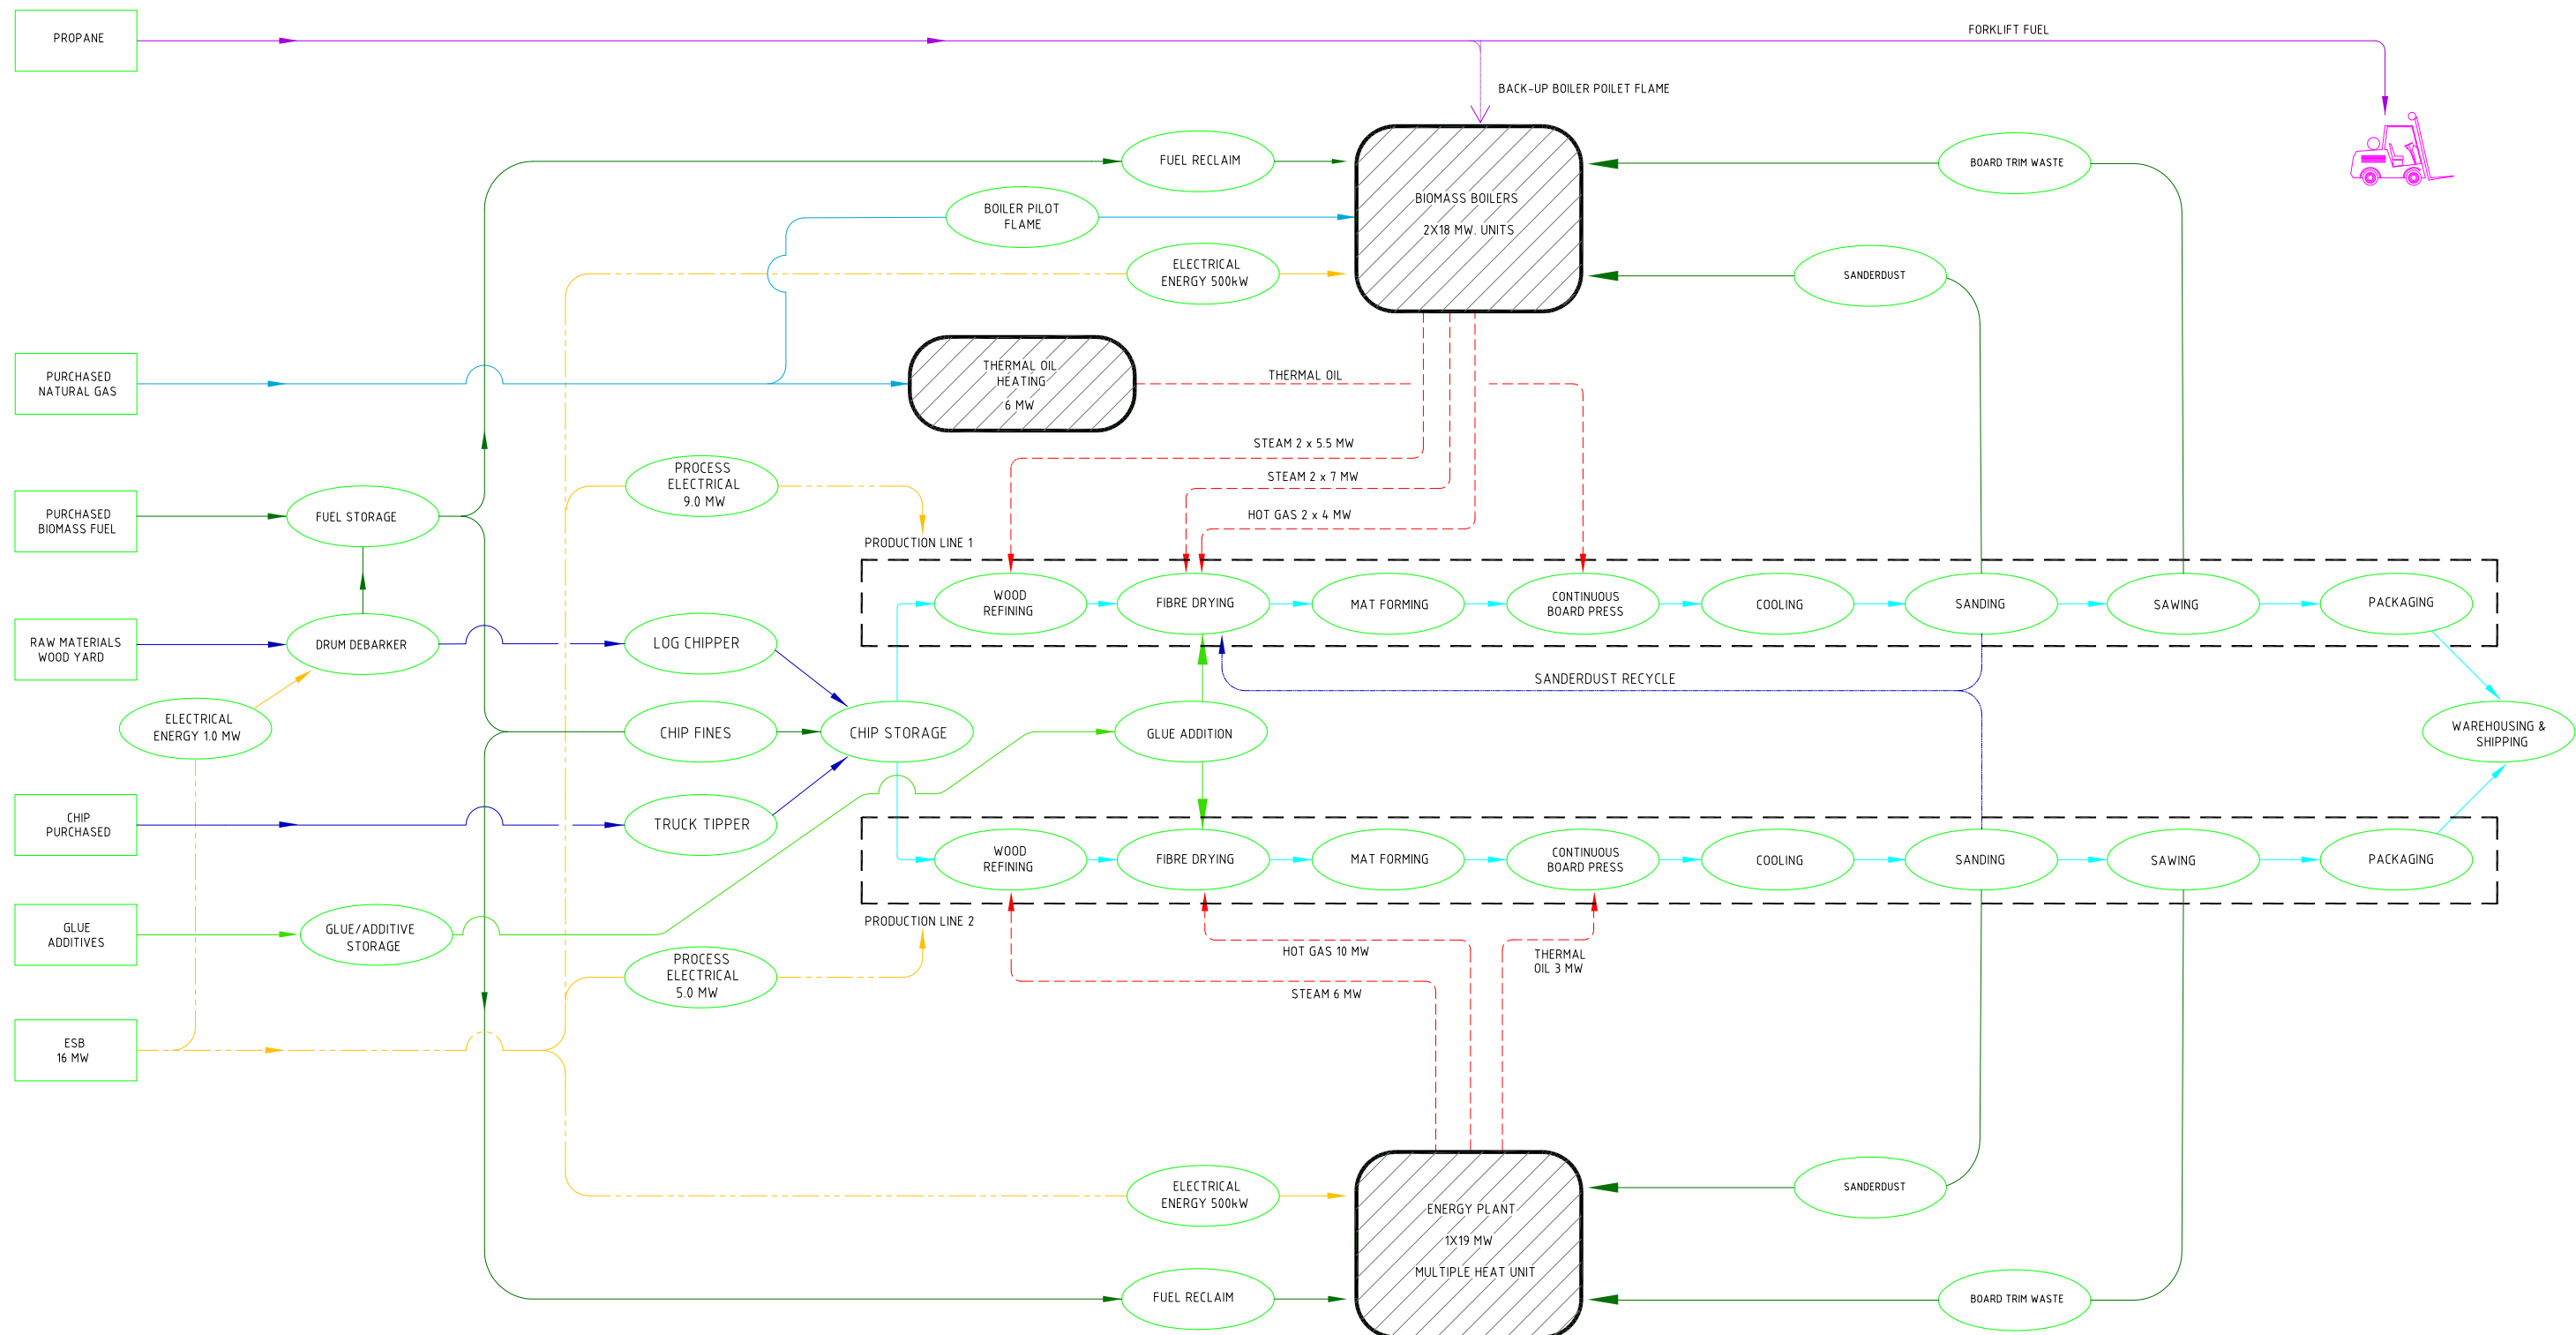 PROPANE
FORKLIFT FUEL
BACK-UP BOILER POILET FLAME
FUEL RECLAIM
BOARD TRIM WASTE
BOILER PILOT
FLAME
BIOMASS BOILERS
2X18 MW. UNITS
ELECTRICAL
ENERGY 500kW
SANDERDUST
PURCHASED
NATURAL GAS
THERMAL OIL
HEATING
6 MW
THERMAL OIL
STEAM 2 x 5.5 MW
STEAM 2 x 7 MW
HOT GAS 2 x 4 MW
PROCESS
ELECTRICAL
9.0 MW
PURCHASED
BIOMASS FUEL
FUEL STORAGE
PRODUCTION LINE 1
WOOD
REFINING
FIBRE DRYING
MAT FORMING
CONTINUOUS
BOARD PRESS
COOLING
SANDING
SAWING
PACKAGING
RAW MATERIALS
WOOD YARD
DRUM DEBARKER
LOG CHIPPER
SANDERDUST RECYCLE
ELECTRICAL
ENERGY 1.0 MW
CHIP FINES
CHIP STORAGE
GLUE ADDITION
WAREHOUSING &
SHIPPING
CHIP
PURCHASED
TRUCK TIPPER
WOOD
REFINING
FIBRE DRYING
MAT FORMING
CONTINUOUS
BOARD PRESS
COOLING
SANDING
SAWING
PACKAGING
PRODUCTION LINE 2
GLUE
ADDITIVES
GLUE/ADDITIVE
STORAGE
PROCESS
ELECTRICAL
5.0 MW
HOT GAS 10 MW
THERMAL
OIL 3 MW
STEAM 6 MW
ESB
16 MW
ELECTRICAL
ENERGY 500kW
SANDERDUST
ENERGY PLANT
1X19 MW
MULTIPLE HEAT UNIT
FUEL RECLAIM
BOARD TRIM WASTE